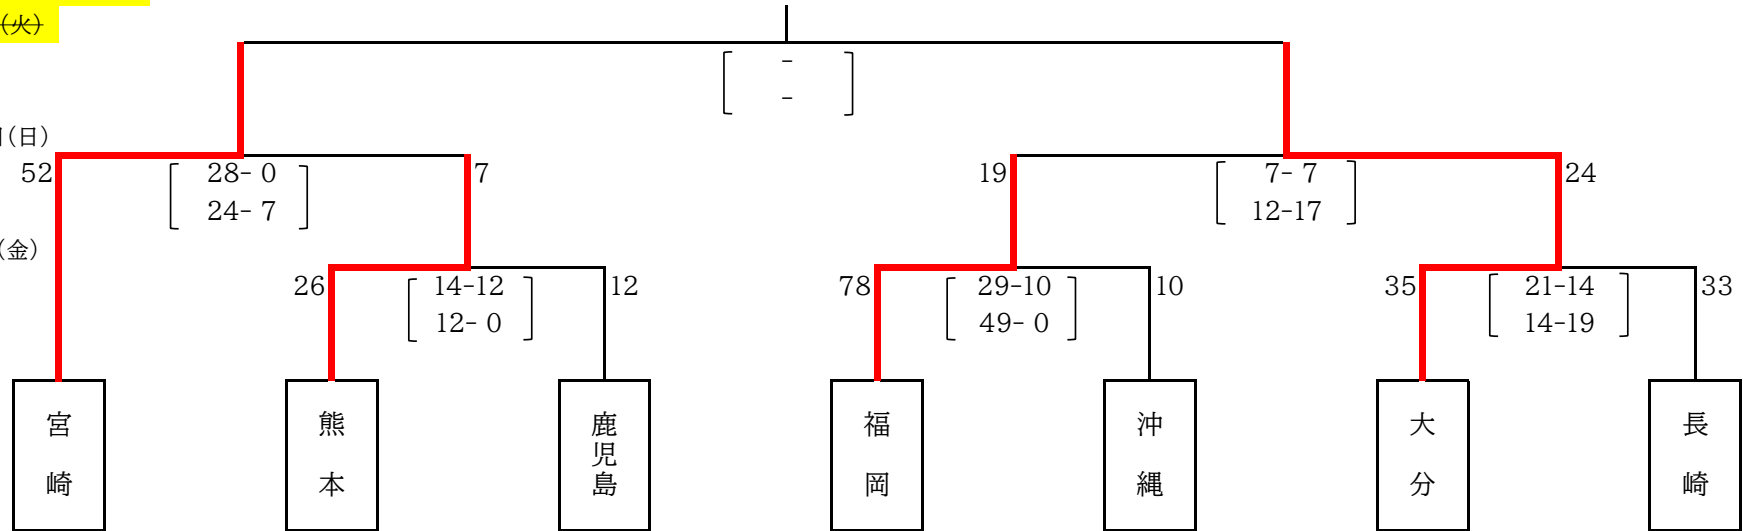 (火)
-
-
(日)
52
28- 0
24- 7
7
19
7- 7
12-17
24
(金)
26
14-12
12- 0
12
78
29-10
49- 0
10
35
21-14
14-19
33
宮崎
熊本
鹿児島
福岡
沖縄
大分
長崎